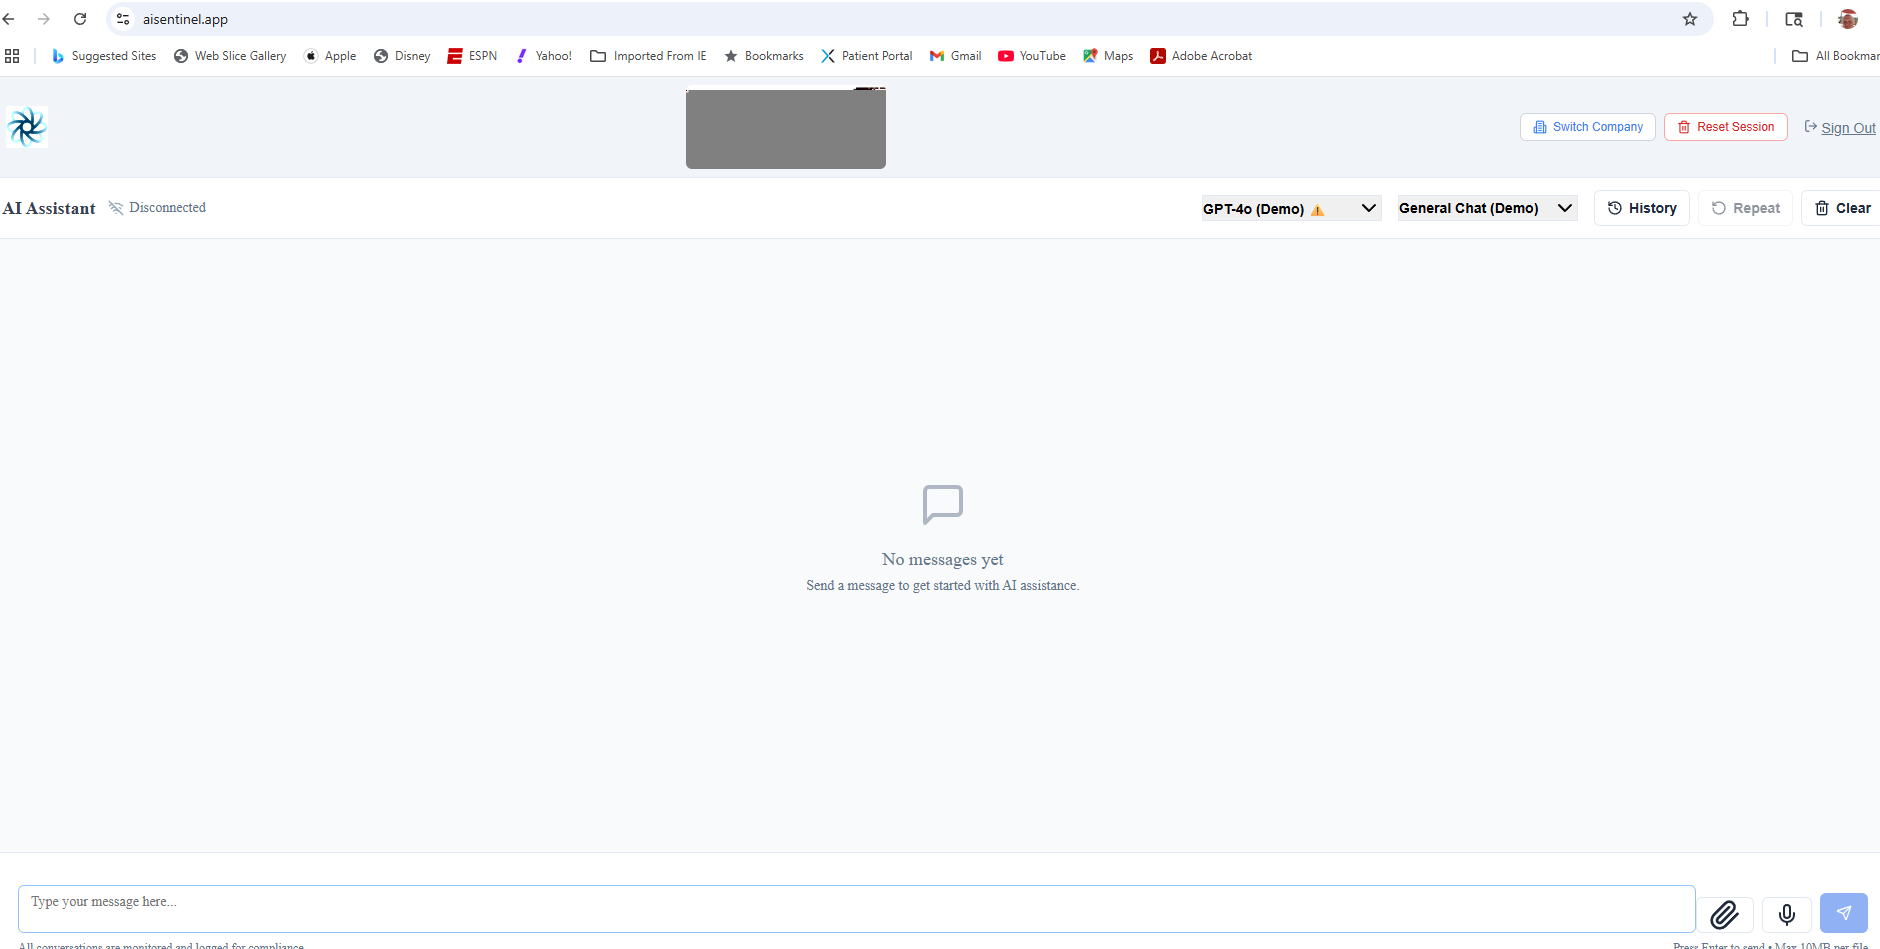 aisentinel.app
Suggested Sites Web Slice Gallery Apple Disney ESPN Yahoo! Imported From IE Bookmarks Patient Portal Gmail YouTube Maps Adobe Acrobat All Bookmar
Switch Company Reset Session Sign Out
AI Assistant Disconnected GPT-4o (Demo) General Chat (Demo) History Repeat Clear
No messages yet
Send a message to get started with AI assistance.
Type your message here...
All conversations are monitored and logged for compliance. Press Enter to send • Max 10MB per file